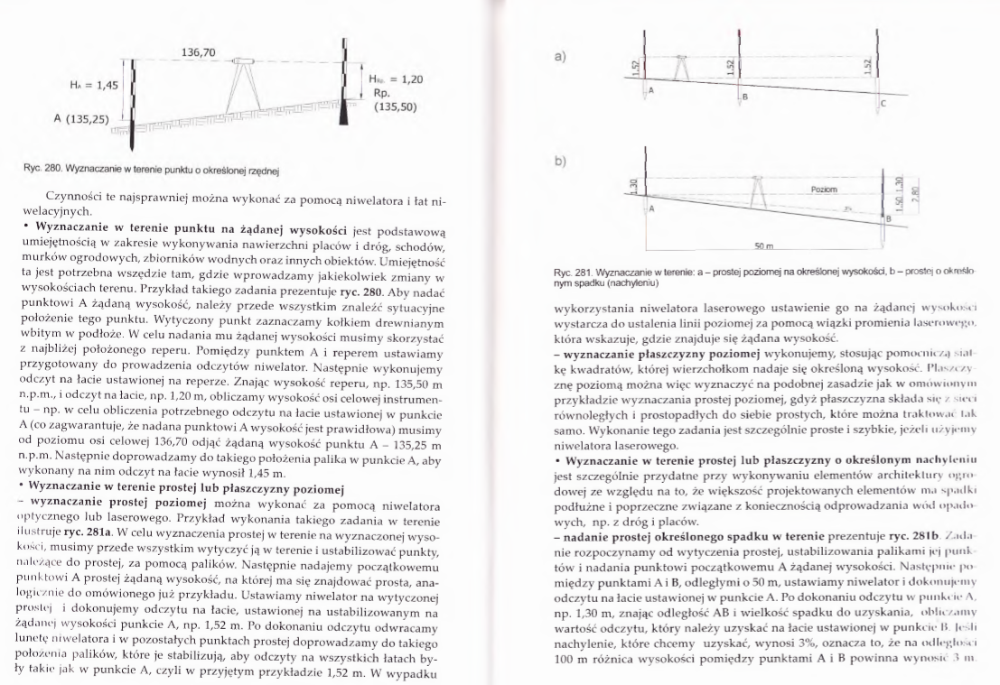 136,70
Hᴀ = 1,45
H = 1,20
Rp.
(135,50)
A (135,25)
Ryc. 280. Wyznaczanie w terenie punktu o określonej rzędnej
Czynności te najsprawniej można wykonać za pomocą niwelatora i łat ni-
welacyjnych.
• Wyznaczanie w terenie punktu na żądanej wysokości jest podstawową
umiejętnością w zakresie wykonywania nawierzchni placów i dróg, schodów,
murków ogrodowych, zbiorników wodnych oraz innych obiektów. Umiejętność
ta jest potrzebna wszędzie tam, gdzie wprowadzamy jakiekolwiek zmiany w
wysokościach terenu. Przykład takiego zadania prezentuje ryc. 280. Aby nadać
punktowi A żądaną wysokość, należy przede wszystkim znaleźć sytuacyjne
położenie tego punktu. Wytyczony punkt zaznaczamy kołkiem drewnianym
wbitym w podłoże. W celu nadania mu żądanej wysokości musimy skorzystać
z najbliżej położonego reperu. Pomiędzy punktem A i reperem ustawiamy
przygotowany do prowadzenia odczytów niwelator. Następnie wykonujemy
odczyt na łacie ustawionej na reperze. Znając wysokość reperu, np. 135,50 m
n.p.m., i odczyt na łacie, np. 1,20 m, obliczamy wysokość osi celowej instrumen-
tu – np. w celu obliczenia potrzebnego odczytu na łacie ustawionej w punkcie
A (co zagwarantuje, że nadana punktowi A wysokość jest prawidłowa) musimy
od poziomu osi celowej 136,70 odjąć żądaną wysokość punktu A – 135,25 m
n.p.m. Następnie doprowadzamy do takiego położenia palika w punkcie A, aby
wykonany na nim odczyt na łacie wynosił 1,45 m.
• Wyznaczanie w terenie prostej lub płaszczyzny poziomej
– wyznaczanie prostej poziomej można wykonać za pomocą niwelatora
optycznego lub laserowego. Przykład wykonania takiego zadania w terenie
ilustruje ryc. 281a. W celu wyznaczenia prostej w terenie na wyznaczonej wyso-
kości, musimy przede wszystkim wytyczyć ją w terenie i ustabilizować punkty,
należące do prostej, za pomocą palików. Następnie nadajemy początkowemu
punktowi A prostej żądaną wysokość, na której ma się znajdować prosta, ana-
logicznie do omówionego już przykładu. Ustawiamy niwelator na wytyczonej
prostej i dokonujemy odczytu na łacie, ustawionej na ustabilizowanym na
żądanej wysokości punkcie A, np. 1,52 m. Po dokonaniu odczytu odwracamy
lunetę niwelatora i w pozostałych punktach prostej doprowadzamy do takiego
położenia palików, które je stabilizują, aby odczyty na wszystkich łatach by-
ły takie jak w punkcie A, czyli w przyjętym przykładzie 1,52 m. W wypadku
a)
1.52
1.52
1.52
A
B
C
b)
1.30
Poziom
3%
1.50 1.30
2.80
A
B
50 m
Ryc. 281. Wyznaczanie w terenie: a – prostej poziomej na określonej wysokości, b – prostej o określo
nym spadku (nachyleniu)
wykorzystania niwelatora laserowego ustawienie go na żądanej wysokości
wystarcza do ustalenia linii poziomej za pomocą wiązki promienia laserowego,
która wskazuje, gdzie znajduje się żądana wysokość.
– wyznaczanie płaszczyzny poziomej wykonujemy, stosując pomocniczą siat
kę kwadratów, której wierzchołkom nadaje się określoną wysokość. Płaszczy
znę poziomą można więc wyznaczyć na podobnej zasadzie jak w omówionym
przykładzie wyznaczania prostej poziomej, gdyż płaszczyzna składa się z sieci
równoległych i prostopadłych do siebie prostych, które można traktować tak
samo. Wykonanie tego zadania jest szczególnie proste i szybkie, jeżeli użyjemy
niwelatora laserowego.
• Wyznaczanie w terenie prostej lub płaszczyzny o określonym nachyleniu
jest szczególnie przydatne przy wykonywaniu elementów architektury ogro
dowej ze względu na to, że większość projektowanych elementów ma spadki
podłużne i poprzeczne związane z koniecznością odprowadzania wód opado
wych, np. z dróg i placów.
– nadanie prostej określonego spadku w terenie prezentuje ryc. 281b. Zada
nie rozpoczynamy od wytyczenia prostej, ustabilizowania palikami jej punk
tów i nadania punktowi początkowemu A żądanej wysokości. Następnie po
między punktami A i B, odległymi o 50 m, ustawiamy niwelator i dokonujemy
odczytu na łacie ustawionej w punkcie A. Po dokonaniu odczytu w punkcie A,
np. 1,30 m, znając odległość AB i wielkość spadku do uzyskania, obliczamy
wartość odczytu, który należy uzyskać na łacie ustawionej w punkcie B. Jeśli
nachylenie, które chcemy uzyskać, wynosi 3%, oznacza to, że na odległości
100 m różnica wysokości pomiędzy punktami A i B powinna wynosić 3 m.